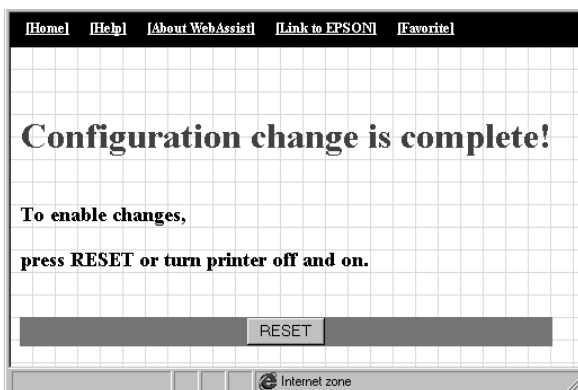 [Home] [Help] [About WebAssist] [Link to EPSON] [Favorite]
Configuration change is complete!
To enable changes,
press RESET or turn printer off and on.
RESET
Internet zone